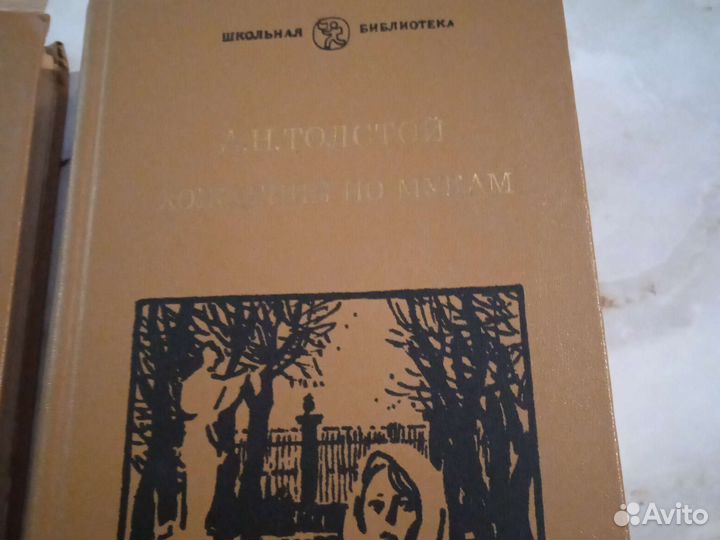 ШКОЛЬНАЯ БИБЛИОТЕКА
А.Н.ТОЛСТОЙ
ХОЖДЕНИЕ ПО МУКАМ
Avito